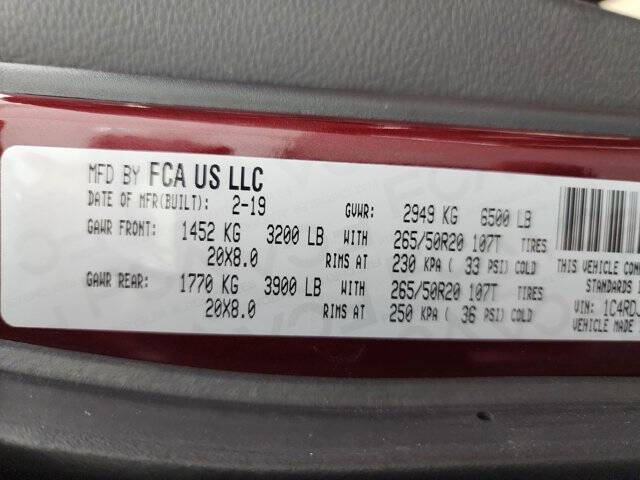 MFD BY FCA US LLC
DATE OF MFR(BUILT): 2-19 GVWR: 2949 KG 6500 LB
GAWR FRONT: 1452 KG 3200 LB WITH 265/50R20 107T TIRES
20X8.0 RIMS AT 230 KPA ( 33 PSI) COLD
GAWR REAR: 1770 KG 3900 LB WITH 265/50R20 107T TIRES
20X8.0 RIMS AT 250 KPA ( 36 PSI) COLD
THIS VEHICLE
STANDARDS
VIN: 1C4RDJ
VEHICLE MADE